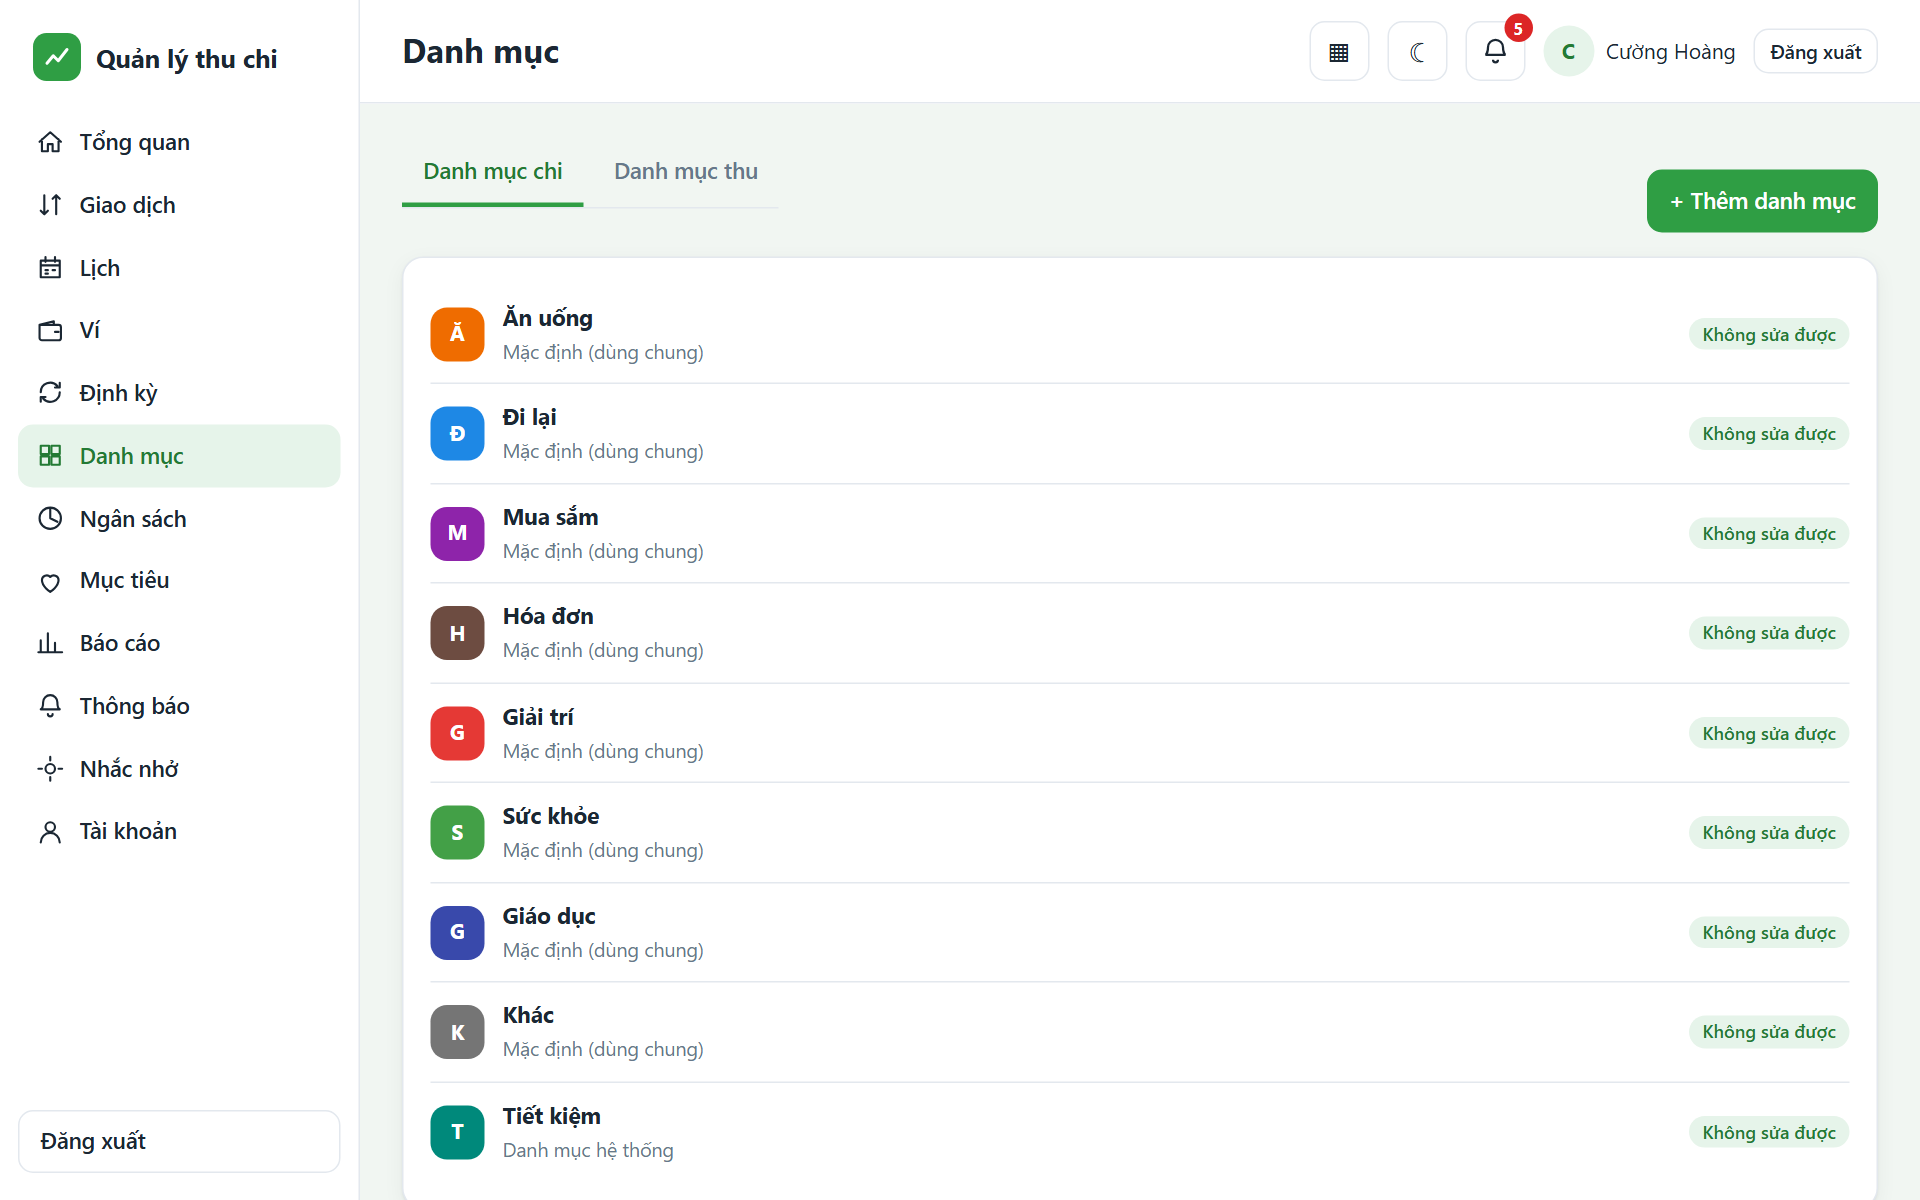 Quản lý thu chi
Tổng quan
Giao dịch
Lịch
Ví
Định kỳ
Danh mục
Ngân sách
Mục tiêu
Báo cáo
Thông báo
Nhắc nhở
Tài khoản
Đăng xuất
Danh mục
5
C
Cường Hoàng
Đăng xuất
Danh mục chi
Danh mục thu
+ Thêm danh mục
Ă
Ăn uống
Mặc định (dùng chung)
Không sửa được
Đ
Đi lại
Mặc định (dùng chung)
Không sửa được
M
Mua sắm
Mặc định (dùng chung)
Không sửa được
H
Hóa đơn
Mặc định (dùng chung)
Không sửa được
G
Giải trí
Mặc định (dùng chung)
Không sửa được
S
Sức khỏe
Mặc định (dùng chung)
Không sửa được
G
Giáo dục
Mặc định (dùng chung)
Không sửa được
K
Khác
Mặc định (dùng chung)
Không sửa được
T
Tiết kiệm
Danh mục hệ thống
Không sửa được